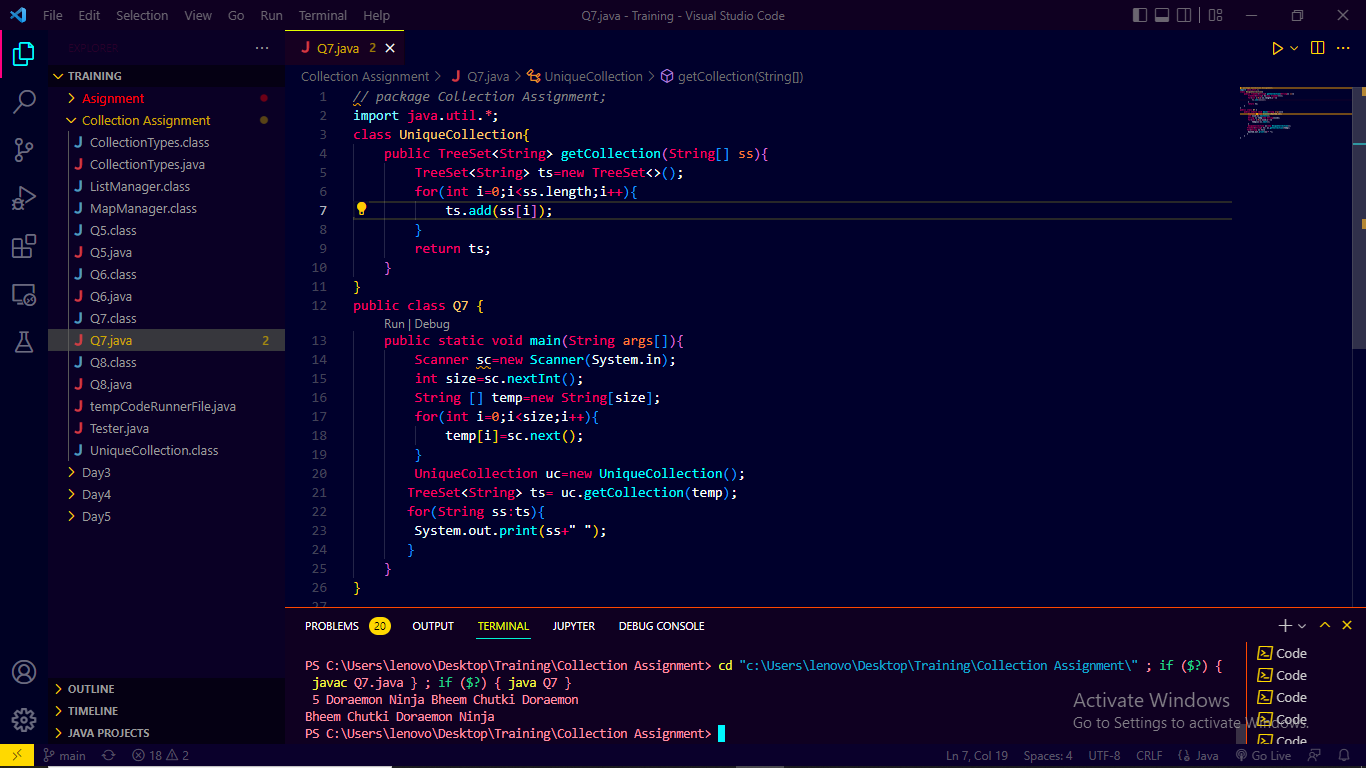 File Edit Selection View Go Run Terminal Help Q7.java - Training - Visual Studio Code
EXPLORER
TRAINING
Asignment
Collection Assignment
CollectionTypes.class
CollectionTypes.java
ListManager.class
MapManager.class
Q5.class
Q5.java
Q6.class
Q6.java
Q7.class
Q7.java 2
Q8.class
Q8.java
tempCodeRunnerFile.java
Tester.java
UniqueCollection.class
Day3
Day4
Day5
OUTLINE
TIMELINE
JAVA PROJECTS
Q7.java 2
Collection Assignment > Q7.java > UniqueCollection > getCollection(String[])
1 // package Collection Assignment;
2 import java.util.*;
3 class UniqueCollection{
4 public TreeSet<String> getCollection(String[] ss){
5 TreeSet<String> ts=new TreeSet<>();
6 for(int i=0;i<ss.length;i++){
7 ts.add(ss[i]);
8 }
9 return ts;
10 }
11 }
12 public class Q7 {
Run | Debug
13 public static void main(String args[]){
14 Scanner sc=new Scanner(System.in);
15 int size=sc.nextInt();
16 String [] temp=new String[size];
17 for(int i=0;i<size;i++){
18 temp[i]=sc.next();
19 }
20 UniqueCollection uc=new UniqueCollection();
21 TreeSet<String> ts= uc.getCollection(temp);
22 for(String ss:ts){
23 System.out.print(ss+" ");
24 }
25 }
26 }
27
PROBLEMS 20 OUTPUT TERMINAL JUPYTER DEBUG CONSOLE
PS C:\Users\lenovo\Desktop\Training\Collection Assignment> cd "c:\Users\lenovo\Desktop\Training\Collection Assignment\" ; if ($?) {
javac Q7.java } ; if ($?) { java Q7 }
5 Doraemon Ninja Bheem Chutki Doraemon
Bheem Chutki Doraemon Ninja
PS C:\Users\lenovo\Desktop\Training\Collection Assignment>
Code
Code
Code
Code
Code
Activate Windows
Go to Settings to activate Windows.
main 18 2 Ln 7, Col 19 Spaces: 4 UTF-8 CRLF {} Java Go Live